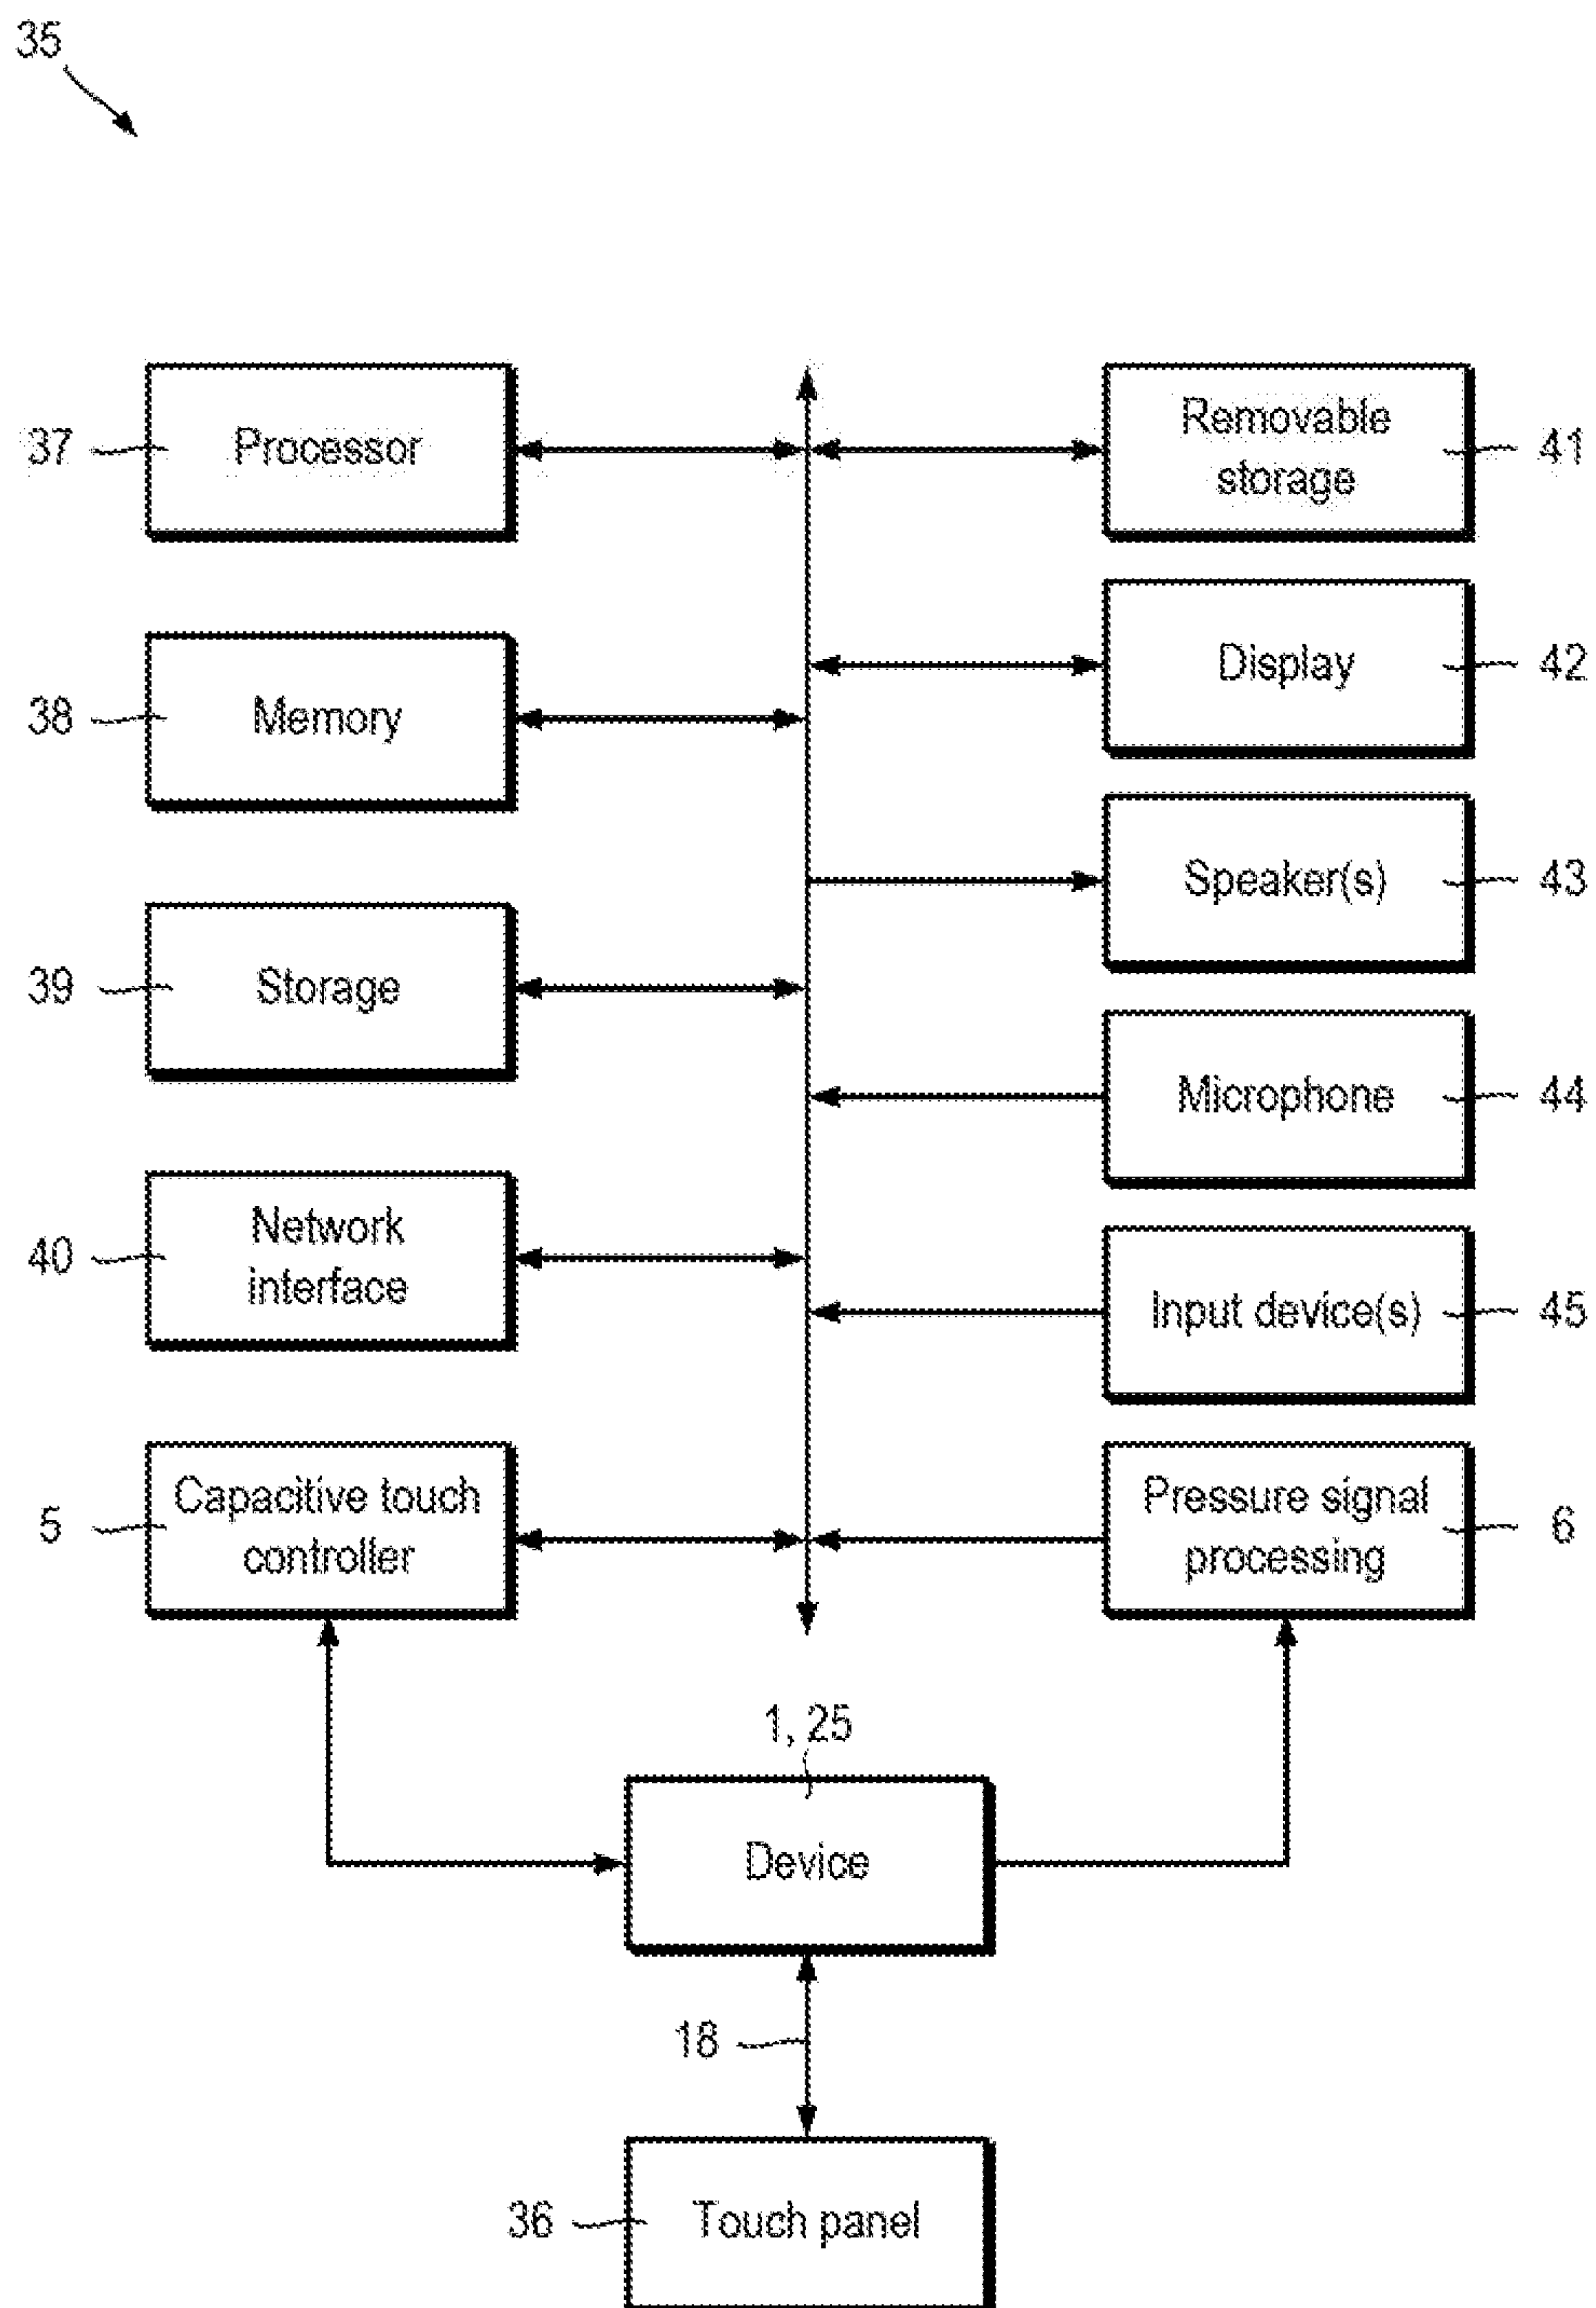 35
37
Processor
Removable
storage
41
Display
42
38
Memory
Speaker(s)
43
39
Storage
Microphone
44
40
Network
interface
Input device(s)
45
5
Capacitive touch
controller
Pressure signal
processing
6
1, 25
Device
18
36
Touch panel